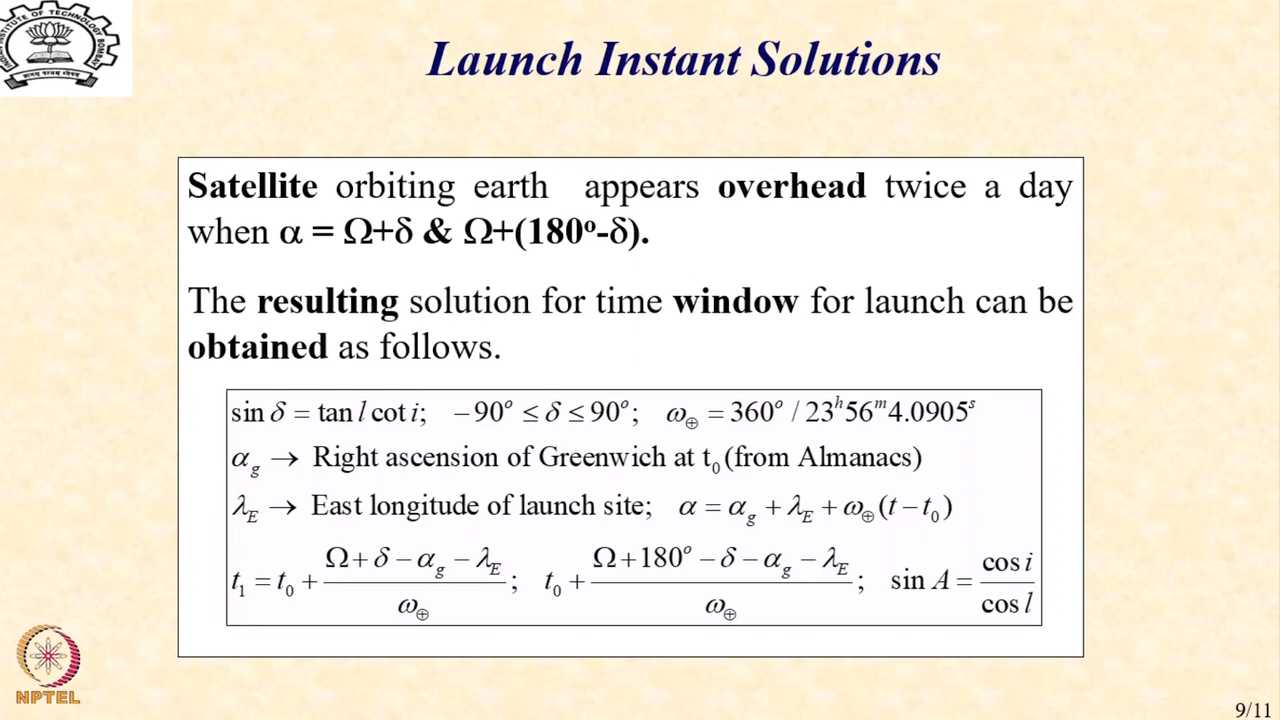 Launch Instant Solutions
Satellite orbiting earth appears overhead twice a day
when α = Ω+δ & Ω+(180º-δ).
The resulting solution for time window for launch can be
obtained as follows.
sin δ = tan l cot i; −90° ≤ δ ≤ 90°; ω⊕ = 360° / 23ʰ56ᵐ4.0905ˢ
α_g → Right ascension of Greenwich at t₀ (from Almanacs)
λ_E → East longitude of launch site; α = α_g + λ_E + ω⊕(t − t₀)
t₁ = t₀ + (Ω + δ − α_g − λ_E) / ω⊕; t₀ + (Ω + 180° − δ − α_g − λ_E) / ω⊕; sin A = cos i / cos l
NPTEL
9/11